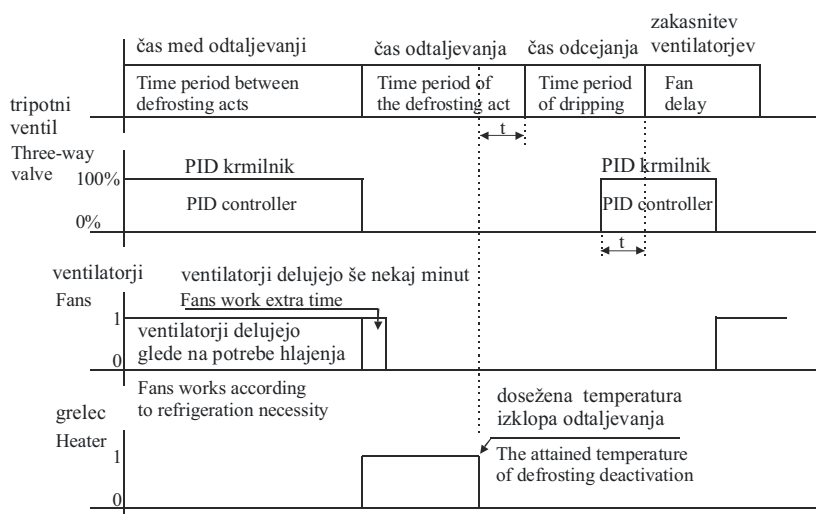 čas med odtaljevanji
čas odtaljevanja
čas odcejanja
zakasnitev
ventilatorjev
Time period between
defrosting acts
Time period of
the defrosting act
Time period
of dripping
Fan
delay
tripotni
ventil
t
Three-way
valve
100%
0%
PID krmilnik
PID controller
PID krmilnik
PID controller
t
ventilatorji
Fans
ventilatorji delujejo še nekaj minut
Fans work extra time
1
0
ventilatorji delujejo
glede na potrebe hlajenja
Fans works according
to refrigeration necessity
grelec
Heater
1
0
dosežena temperatura
izklopa odtaljevanja
The attained temperature
of defrosting deactivation